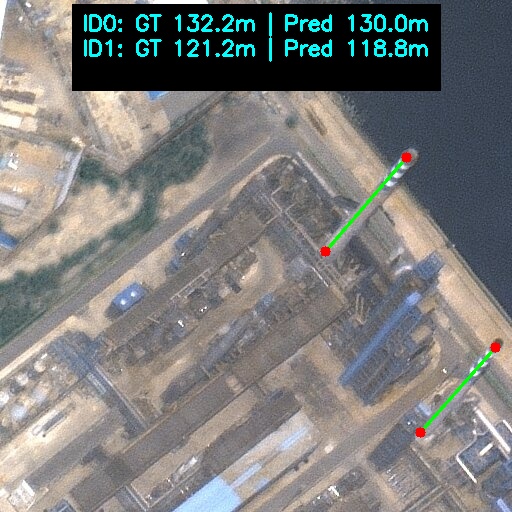 ID0: GT 132.2m | Pred 130.0m
ID1: GT 121.2m | Pred 118.8m